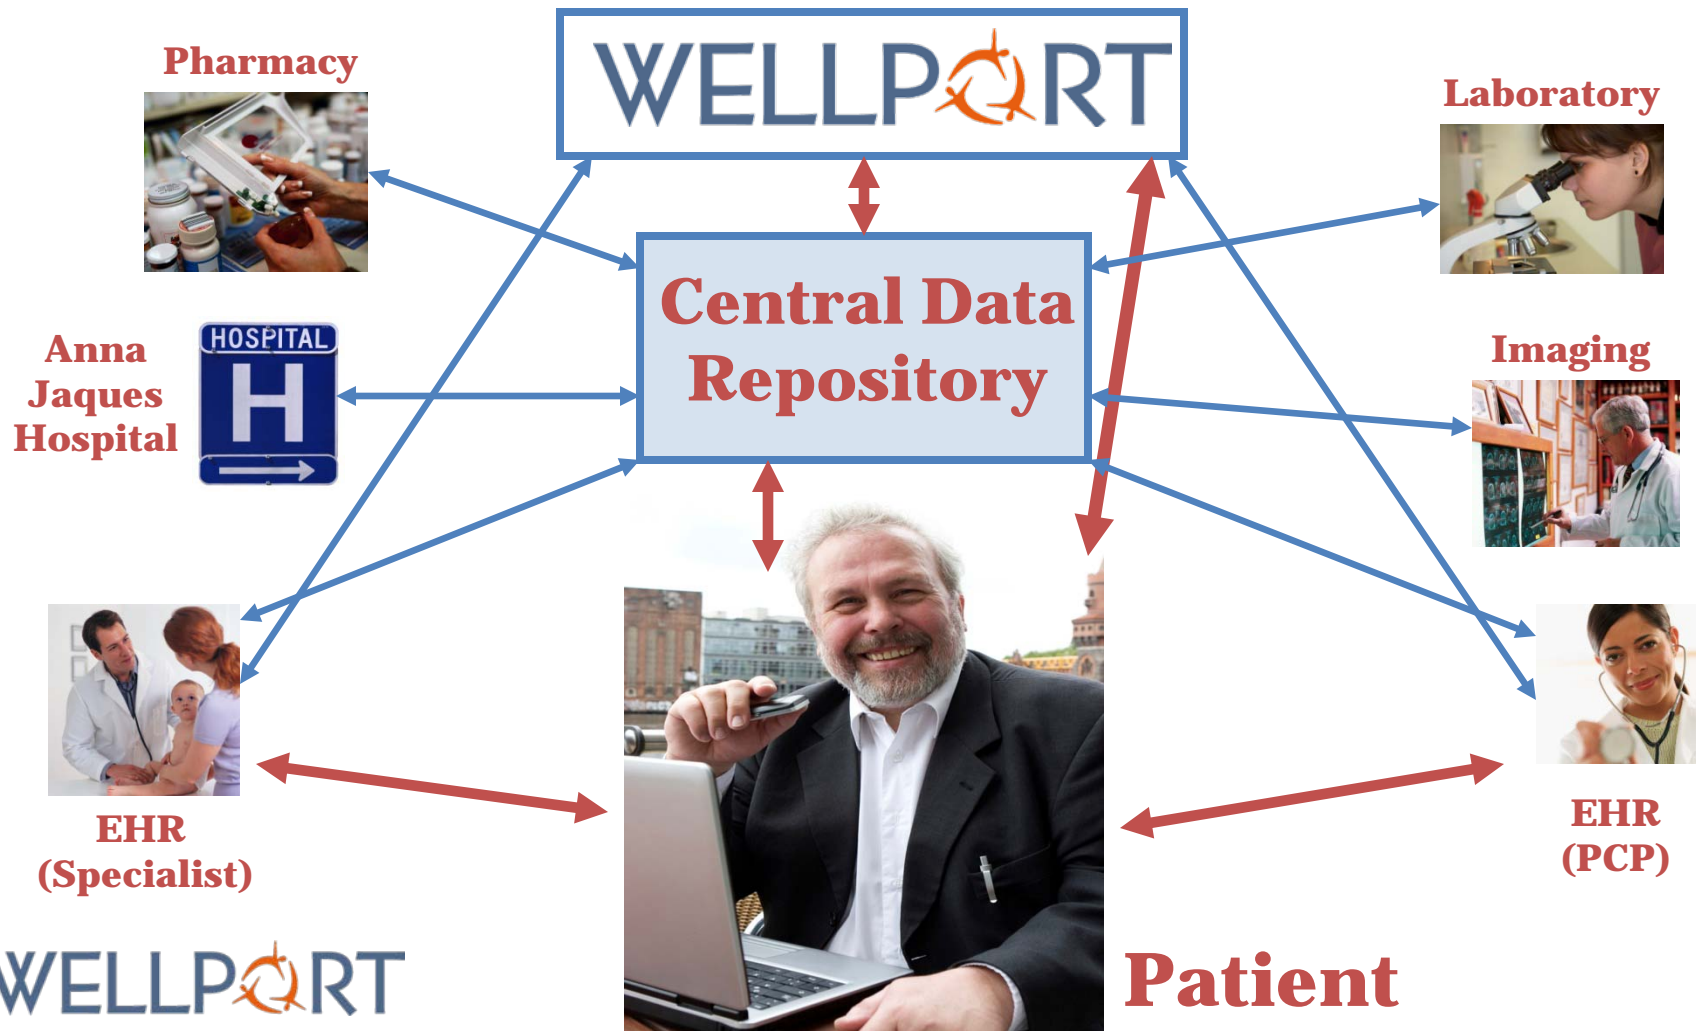 WELLPORT
Pharmacy
Laboratory
Central Data
Repository
Anna
Jaques
Hospital
HOSPITAL
H
Imaging
EHR
(Specialist)
EHR
(PCP)
WELLPORT
Patient